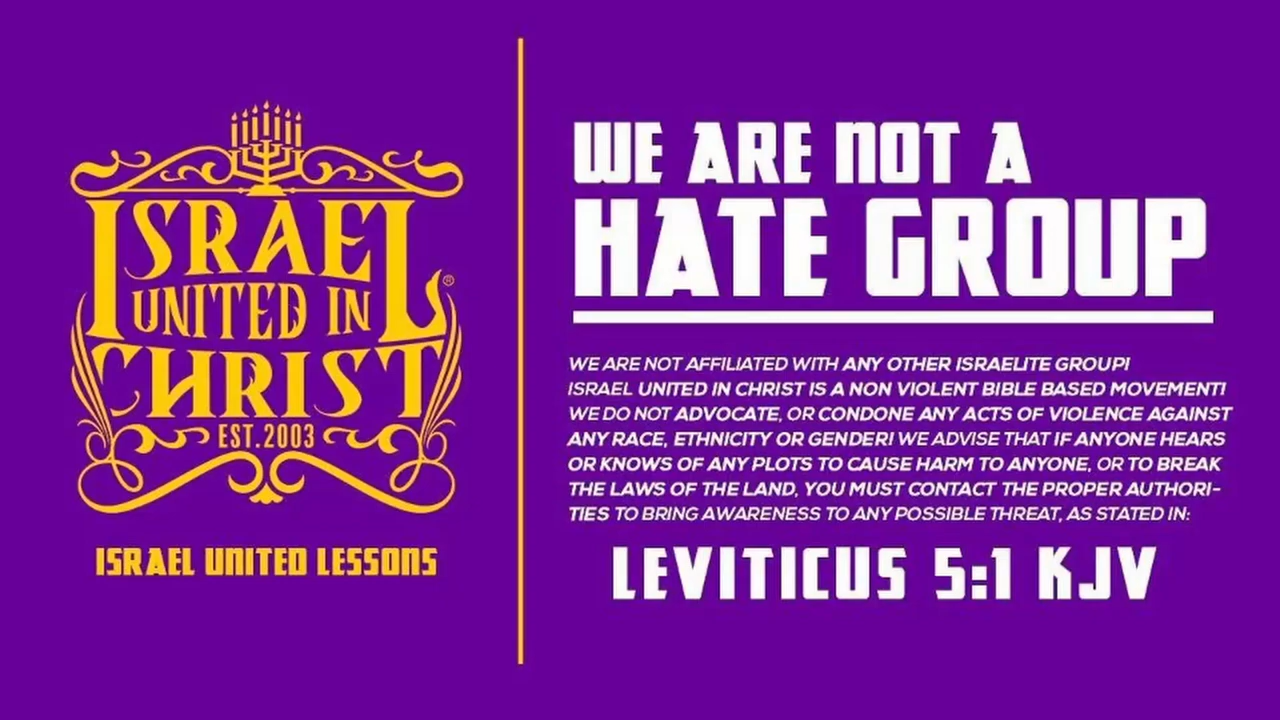 ISRAEL
UNITED IN
CHRIST
®
EST.2003
ISRAEL UNITED LESSONS
WE ARE NOT A
HATE GROUP
WE ARE NOT AFFILIATED WITH ANY OTHER ISRAELITE GROUP!
ISRAEL UNITED IN CHRIST IS A NON VIOLENT BIBLE BASED MOVEMENT!
WE DO NOT ADVOCATE, OR CONDONE ANY ACTS OF VIOLENCE AGAINST
ANY RACE, ETHNICITY OR GENDER! WE ADVISE THAT IF ANYONE HEARS
OR KNOWS OF ANY PLOTS TO CAUSE HARM TO ANYONE, OR TO BREAK
THE LAWS OF THE LAND, YOU MUST CONTACT THE PROPER AUTHORI-
TIES TO BRING AWARENESS TO ANY POSSIBLE THREAT, AS STATED IN:
LEVITICUS 5:1 KJV